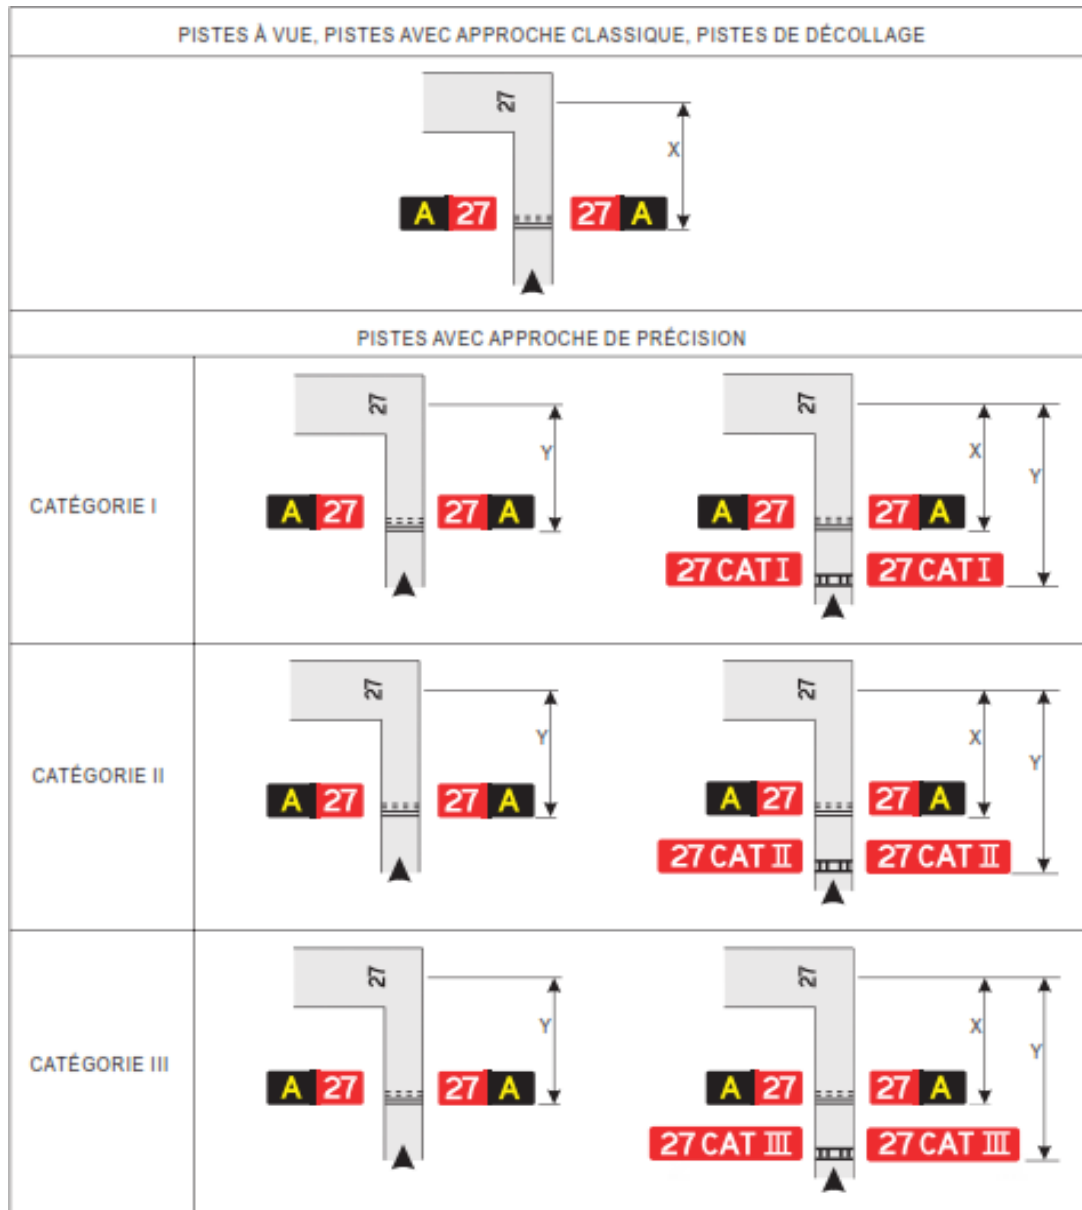 PISTES À VUE, PISTES AVEC APPROCHE CLASSIQUE, PISTES DE DÉCOLLAGE
27
X
A 27 27 A
PISTES AVEC APPROCHE DE PRÉCISION
CATÉGORIE I
27
Y
A 27 27 A
27
X
Y
A 27 27 A
27 CAT I 27 CAT I
CATÉGORIE II
27
Y
A 27 27 A
27
X
Y
A 27 27 A
27 CAT II 27 CAT II
CATÉGORIE III
27
Y
A 27 27 A
27
X
Y
A 27 27 A
27 CAT III 27 CAT III